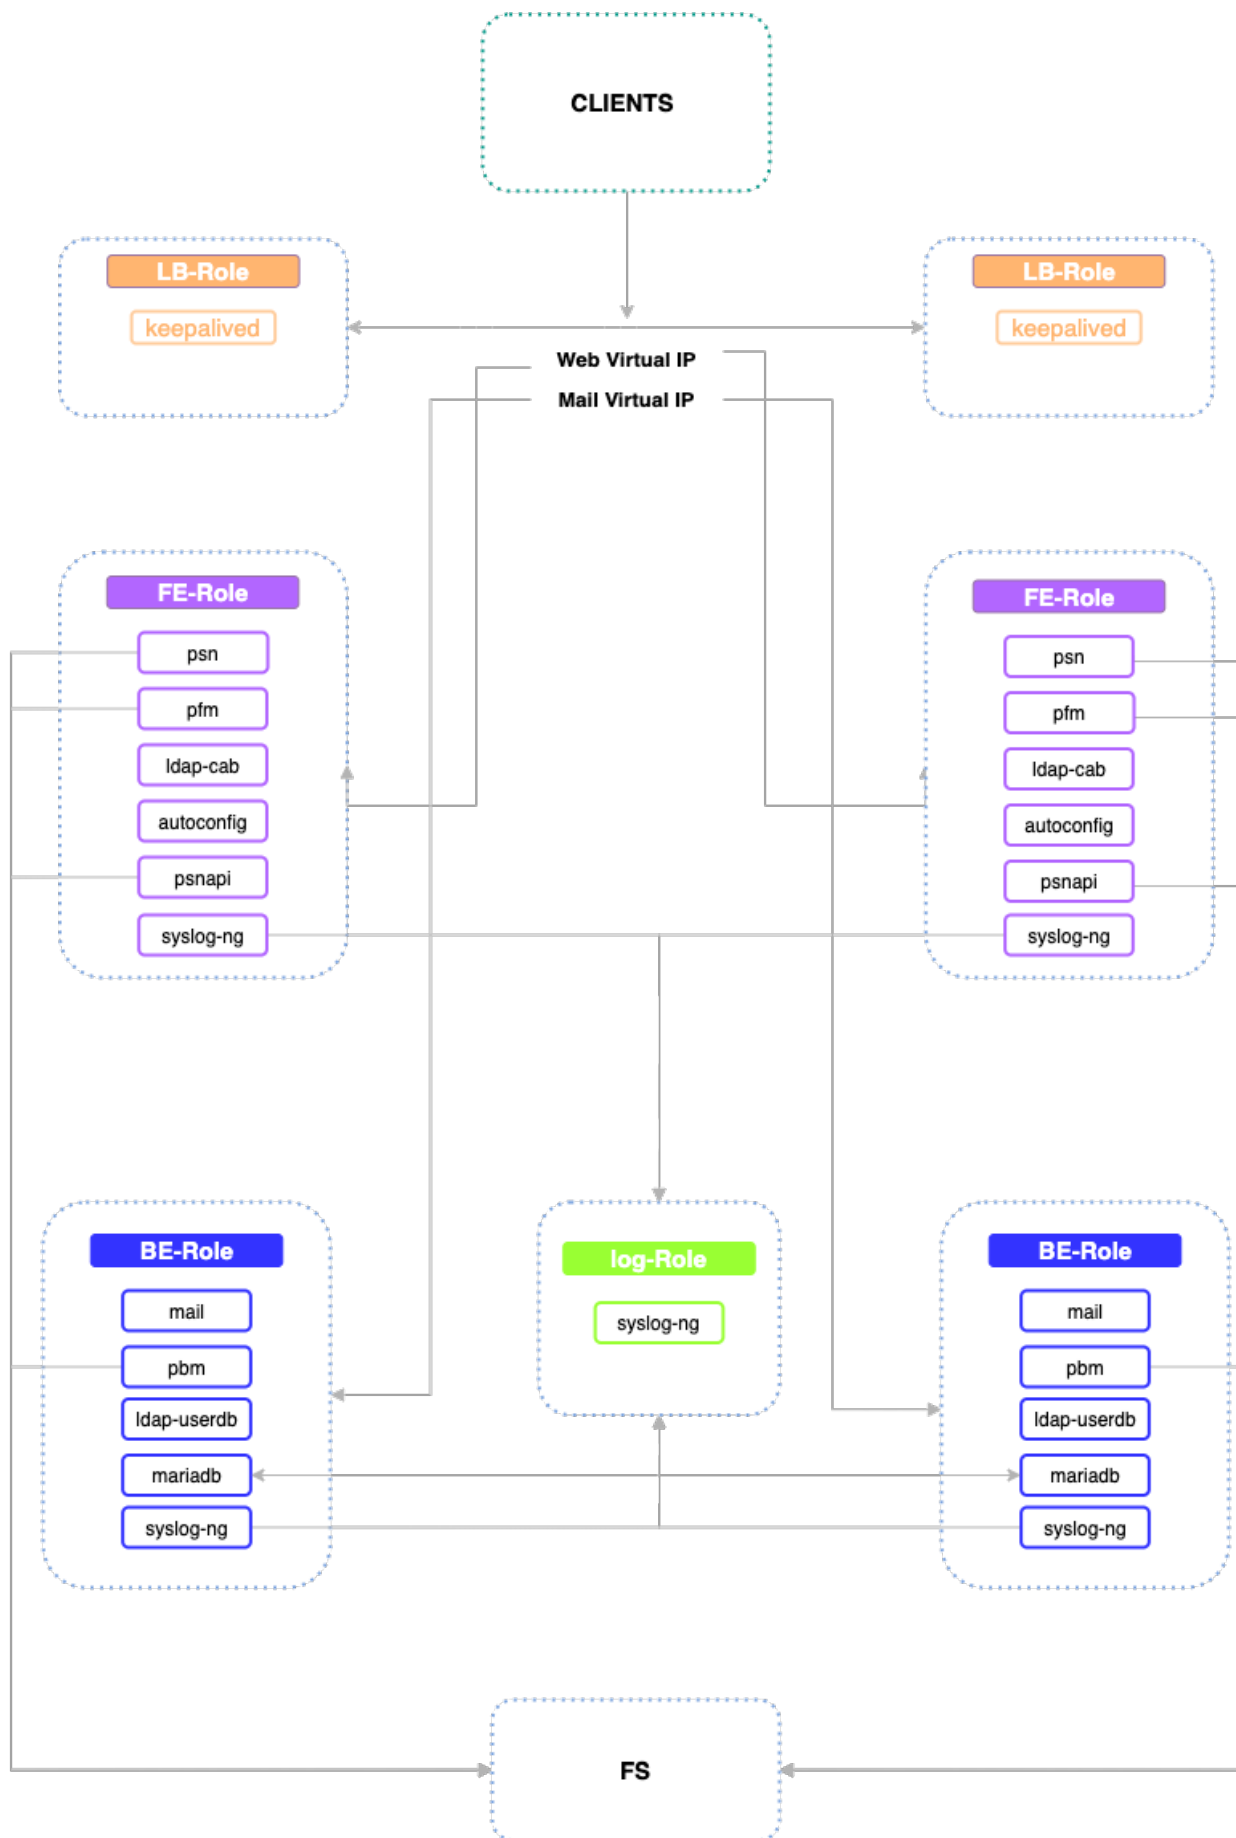 CLIENTS
LB-Role
keepalived
LB-Role
keepalived
Web Virtual IP
Mail Virtual IP
FE-Role
psn
pfm
ldap-cab
autoconfig
psnapi
syslog-ng
FE-Role
psn
pfm
ldap-cab
autoconfig
psnapi
syslog-ng
BE-Role
mail
pbm
ldap-userdb
mariadb
syslog-ng
log-Role
syslog-ng
BE-Role
mail
pbm
ldap-userdb
mariadb
syslog-ng
FS